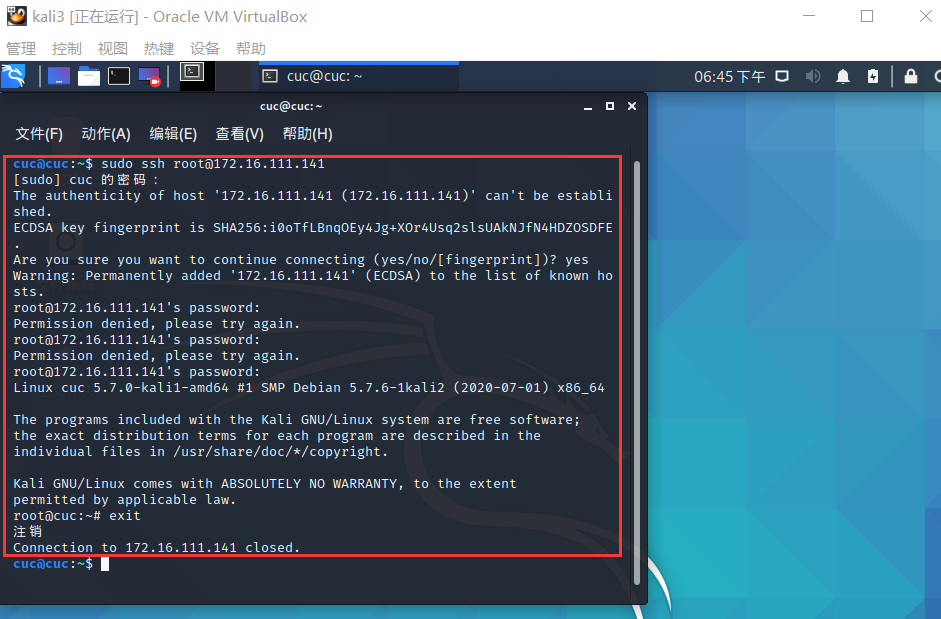 kali3 [正在运行] - Oracle VM VirtualBox
管理 控制 视图 热键 设备 帮助
cuc@cuc: ~
06:45 下午
cuc@cuc:~
文件(F) 动作(A) 编辑(E) 查看(V) 帮助(H)
cuc@cuc:~$ sudo ssh root@172.16.111.141
[sudo] cuc 的密码：
The authenticity of host '172.16.111.141 (172.16.111.141)' can't be establi
shed.
ECDSA key fingerprint is SHA256:i0oTfLBnqOEy4Jg+XOr4Usq2slsUAkNJfN4HDZOSDFE
.
Are you sure you want to continue connecting (yes/no/[fingerprint])? yes
Warning: Permanently added '172.16.111.141' (ECDSA) to the list of known ho
sts.
root@172.16.111.141's password:
Permission denied, please try again.
root@172.16.111.141's password:
Permission denied, please try again.
root@172.16.111.141's password:
Linux cuc 5.7.0-kali1-amd64 #1 SMP Debian 5.7.6-1kali2 (2020-07-01) x86_64
The programs included with the Kali GNU/Linux system are free software;
the exact distribution terms for each program are described in the
individual files in /usr/share/doc/*/copyright.
Kali GNU/Linux comes with ABSOLUTELY NO WARRANTY, to the extent
permitted by applicable law.
root@cuc:~# exit
注销
Connection to 172.16.111.141 closed.
cuc@cuc:~$